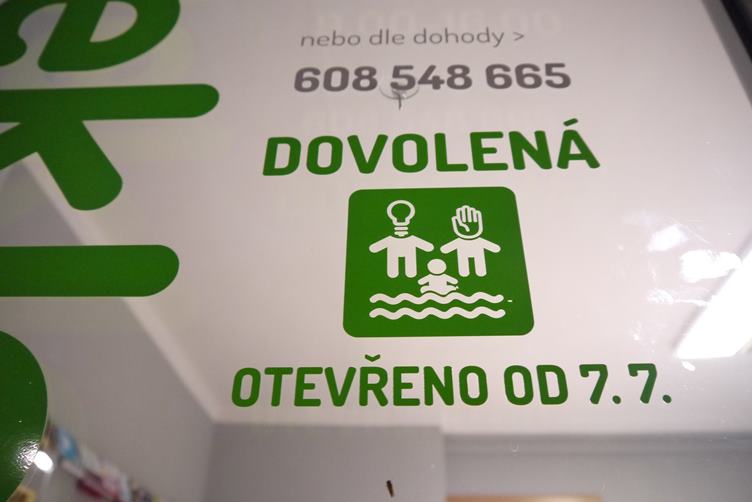 nebo dle dohody >
608 548 665
DOVOLENÁ
OTEVŘENO OD 7. 7.